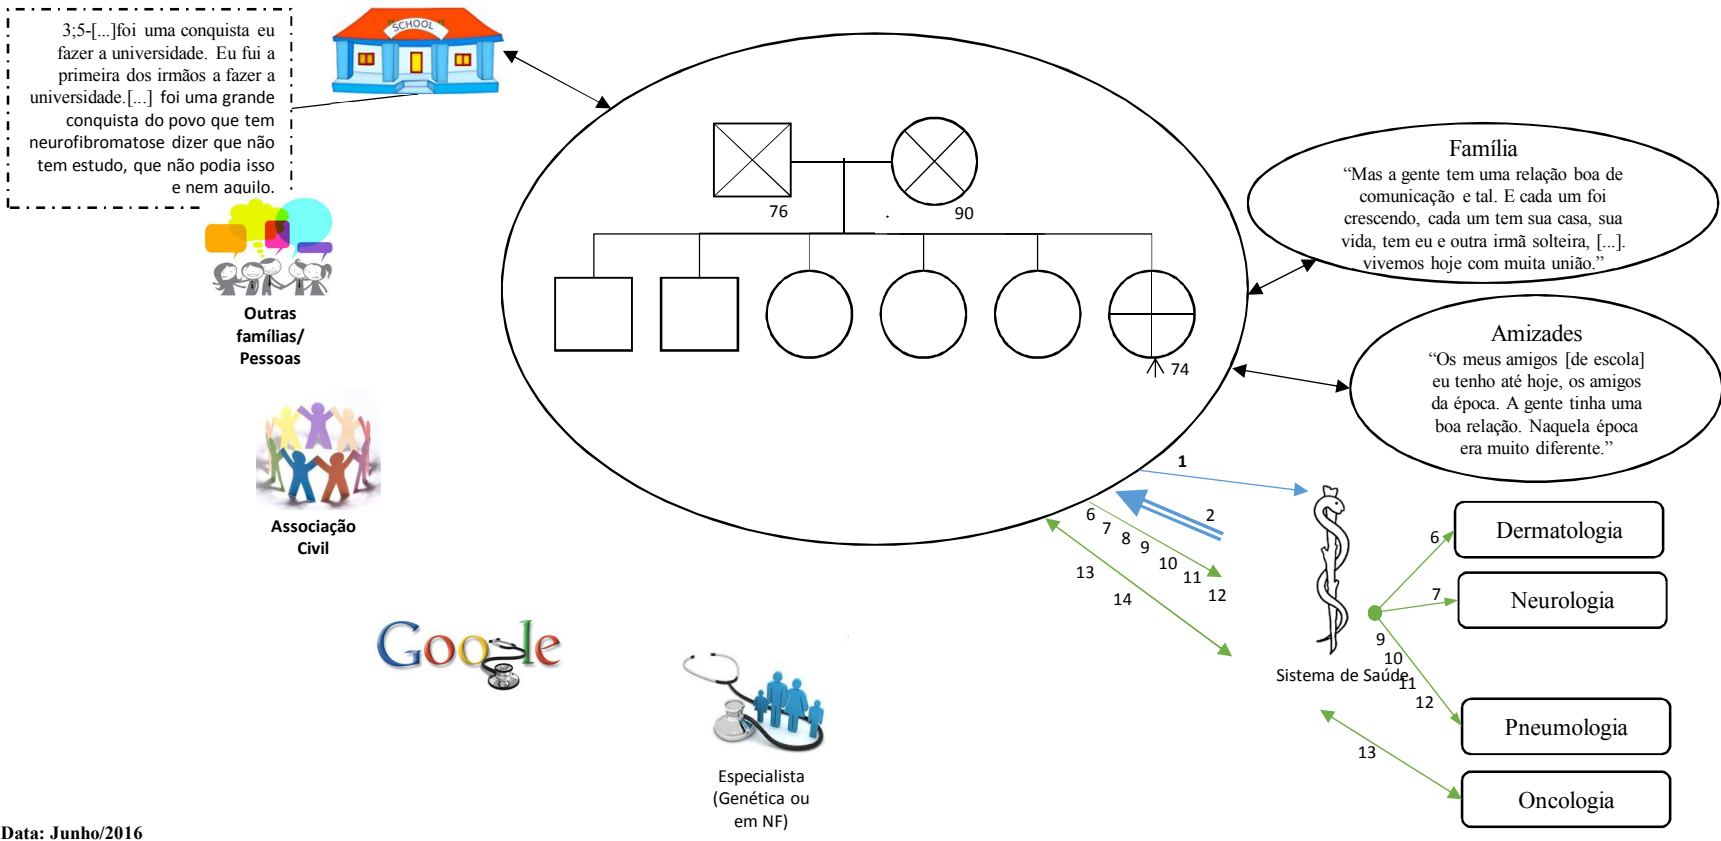 3;5-[...]foi uma conquista eu
fazer a universidade. Eu fui a
primeira dos irmãos a fazer a
universidade.[...] foi uma grande
conquista do povo que tem
neurofibromatose dizer que não
tem estudo, que não podia isso
e nem aquilo.
SCHOOL
76
90
74
Família
“Mas a gente tem uma relação boa de
comunicação e tal. E cada um foi
crescendo, cada um tem sua casa, sua
vida, tem eu e outra irmã solteira, [...].
vivemos hoje com muita união.”
Amizades
“Os meus amigos [de escola]
eu tenho até hoje, os amigos
da época. A gente tinha uma
boa relação. Naquela época
era muito diferente.”
Outras
famílias/
Pessoas
Associação
Civil
1
2
6
7
8
9
10
11
12
13
14
Sistema de Saúde
6
7
9
10
11
12
13
Dermatologia
Neurologia
Pneumologia
Oncologia
Google
Especialista
(Genética ou
em NF)
Data: Junho/2016